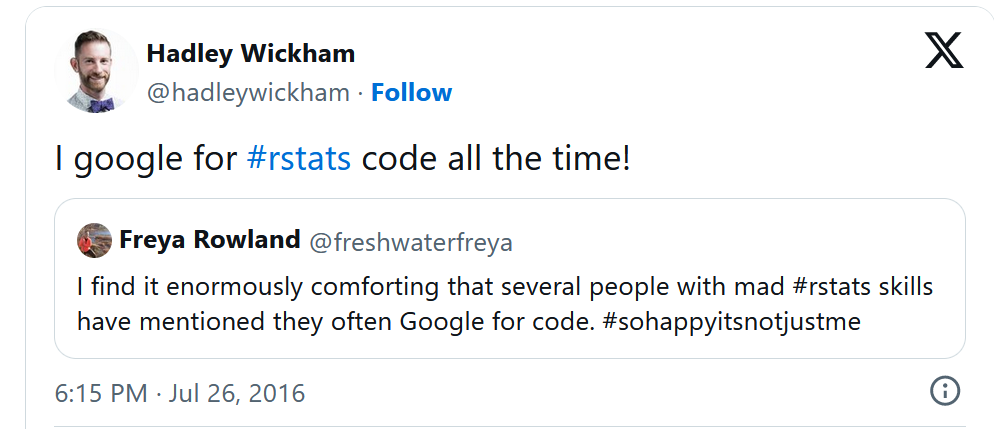 Hadley Wickham
@hadleywickham · Follow
I google for #rstats code all the time!
Freya Rowland @freshwaterfreya
I find it enormously comforting that several people with mad #rstats skills
have mentioned they often Google for code. #sohappyitsnotjustme
6:15 PM · Jul 26, 2016